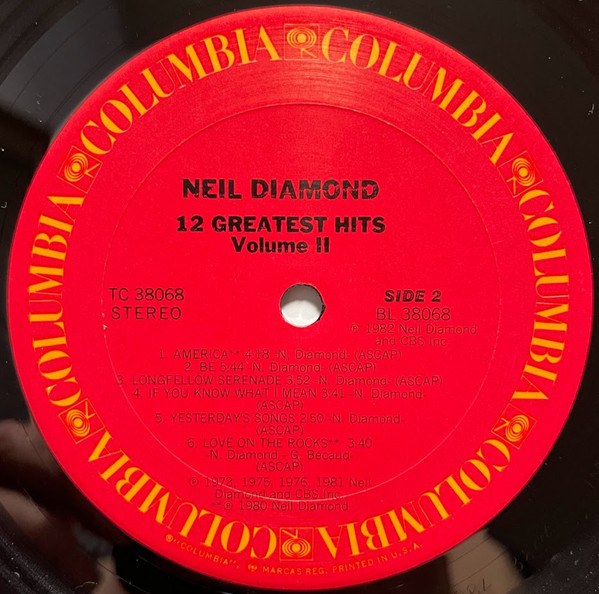 COLUMBIA COLUMBIA COLUMBIA COLUMBIA COLUMBIA COLUMBIA
NEIL DIAMOND
12 GREATEST HITS
Volume II
TC 38068
STEREO
SIDE 2
BL 38068
℗ 1982 Neil Diamond
and CBS Inc.
1. AMERICA** 4:18 -N. Diamond- (ASCAP)
2. BE 5:44 -N. Diamond- (ASCAP)
3. LONGFELLOW SERENADE 3:52 -N. Diamond- (ASCAP)
4. IF YOU KNOW WHAT I MEAN 3:41 -N. Diamond-
(ASCAP)
5. YESTERDAY'S SONGS 2:50 -N. Diamond-
(ASCAP)
6. LOVE ON THE ROCKS** 3:40
-N. Diamond - G. Becaud-
(ASCAP)
℗ 1973, 1975, 1976, 1981 Neil
Diamond and CBS Inc.
** ℗ 1980 Neil Diamond
®"COLUMBIA", MARCAS REG. PRINTED IN U.S.A.